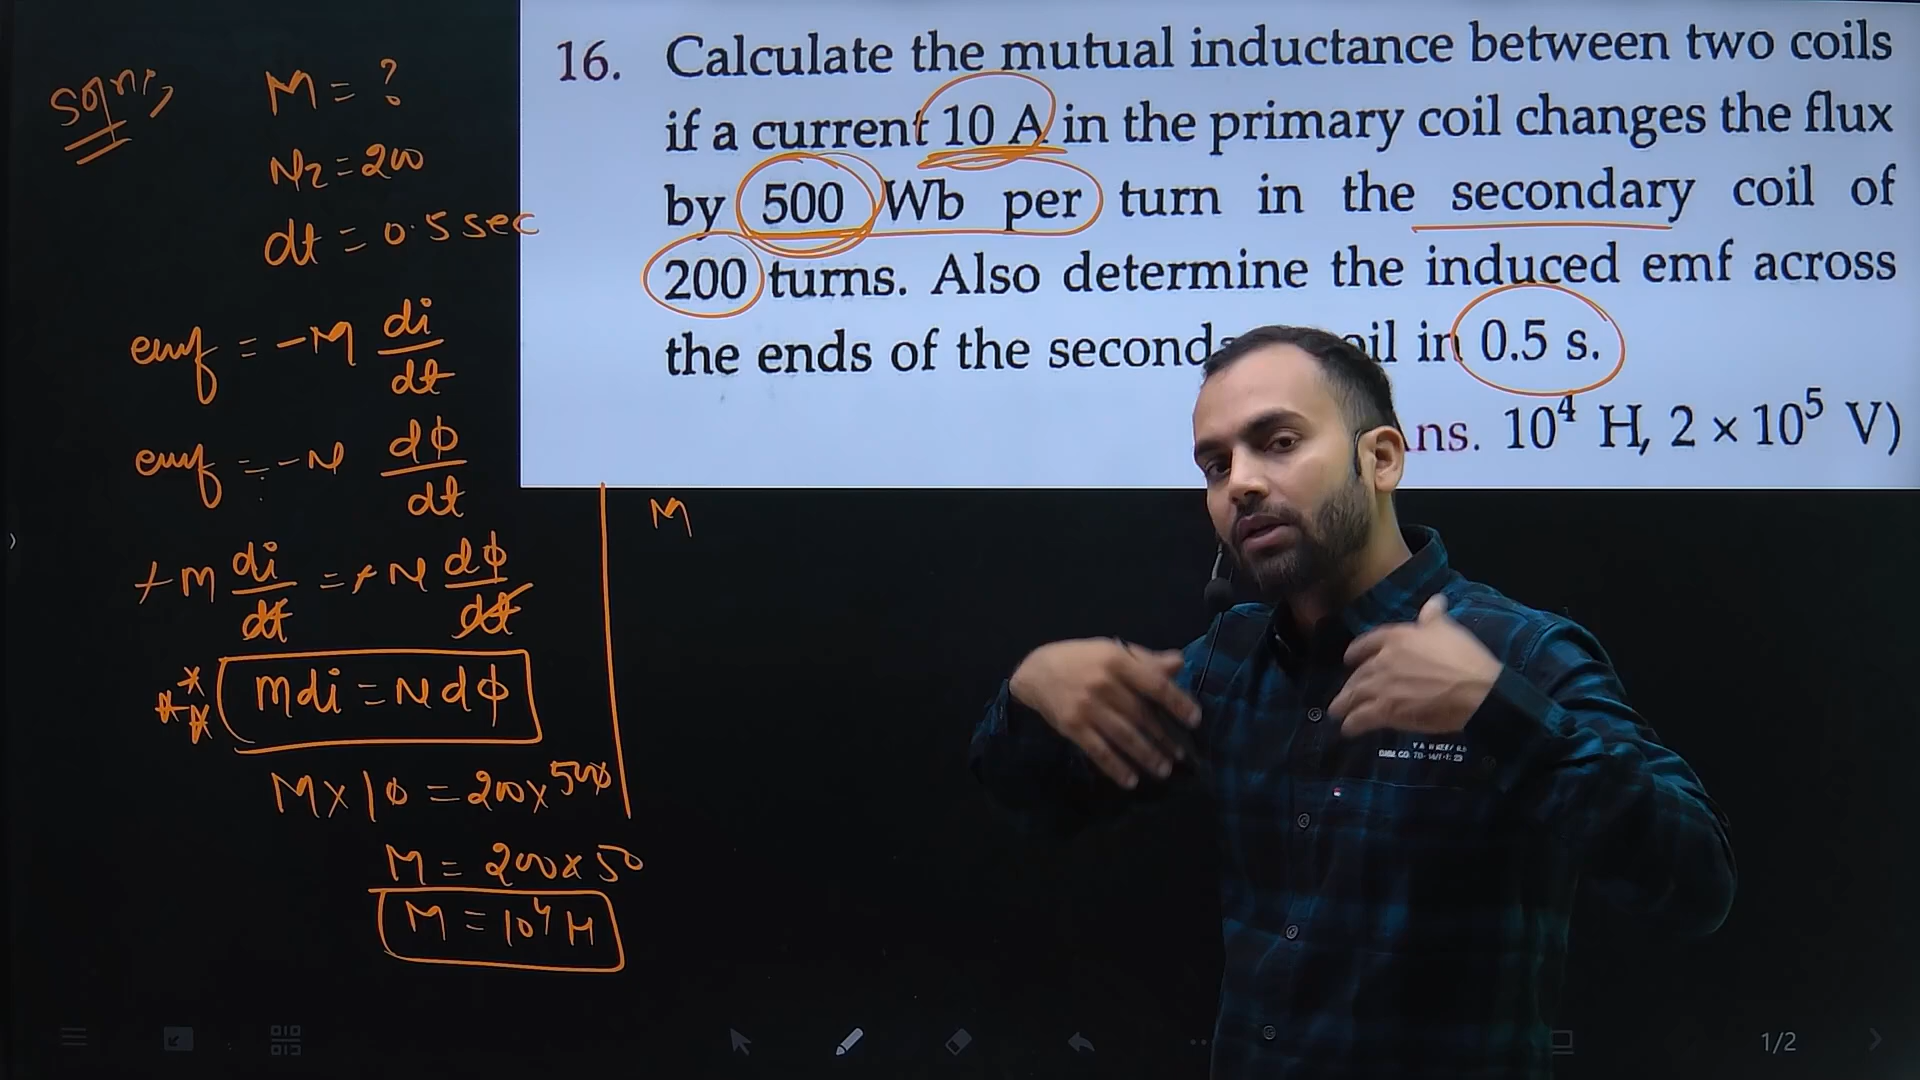 16. Calculate the mutual inductance between two coils
if a current 10 A in the primary coil changes the flux
by 500 Wb per turn in the secondary coil of
200 turns. Also determine the induced emf across
the ends of the second oil in 0.5 s.
ns. 10⁴ H, 2 × 10⁵ V)
Sqn:,
M = ?
N2 = 200
dt = 0.5 sec
emf = -M di/dt
emf = -N dϕ/dt
+M di/dt = +N dϕ/dt
Mdi = Ndϕ
M × 10 = 200 × 500
M = 200 × 50
M = 10⁴ H
M
1/2